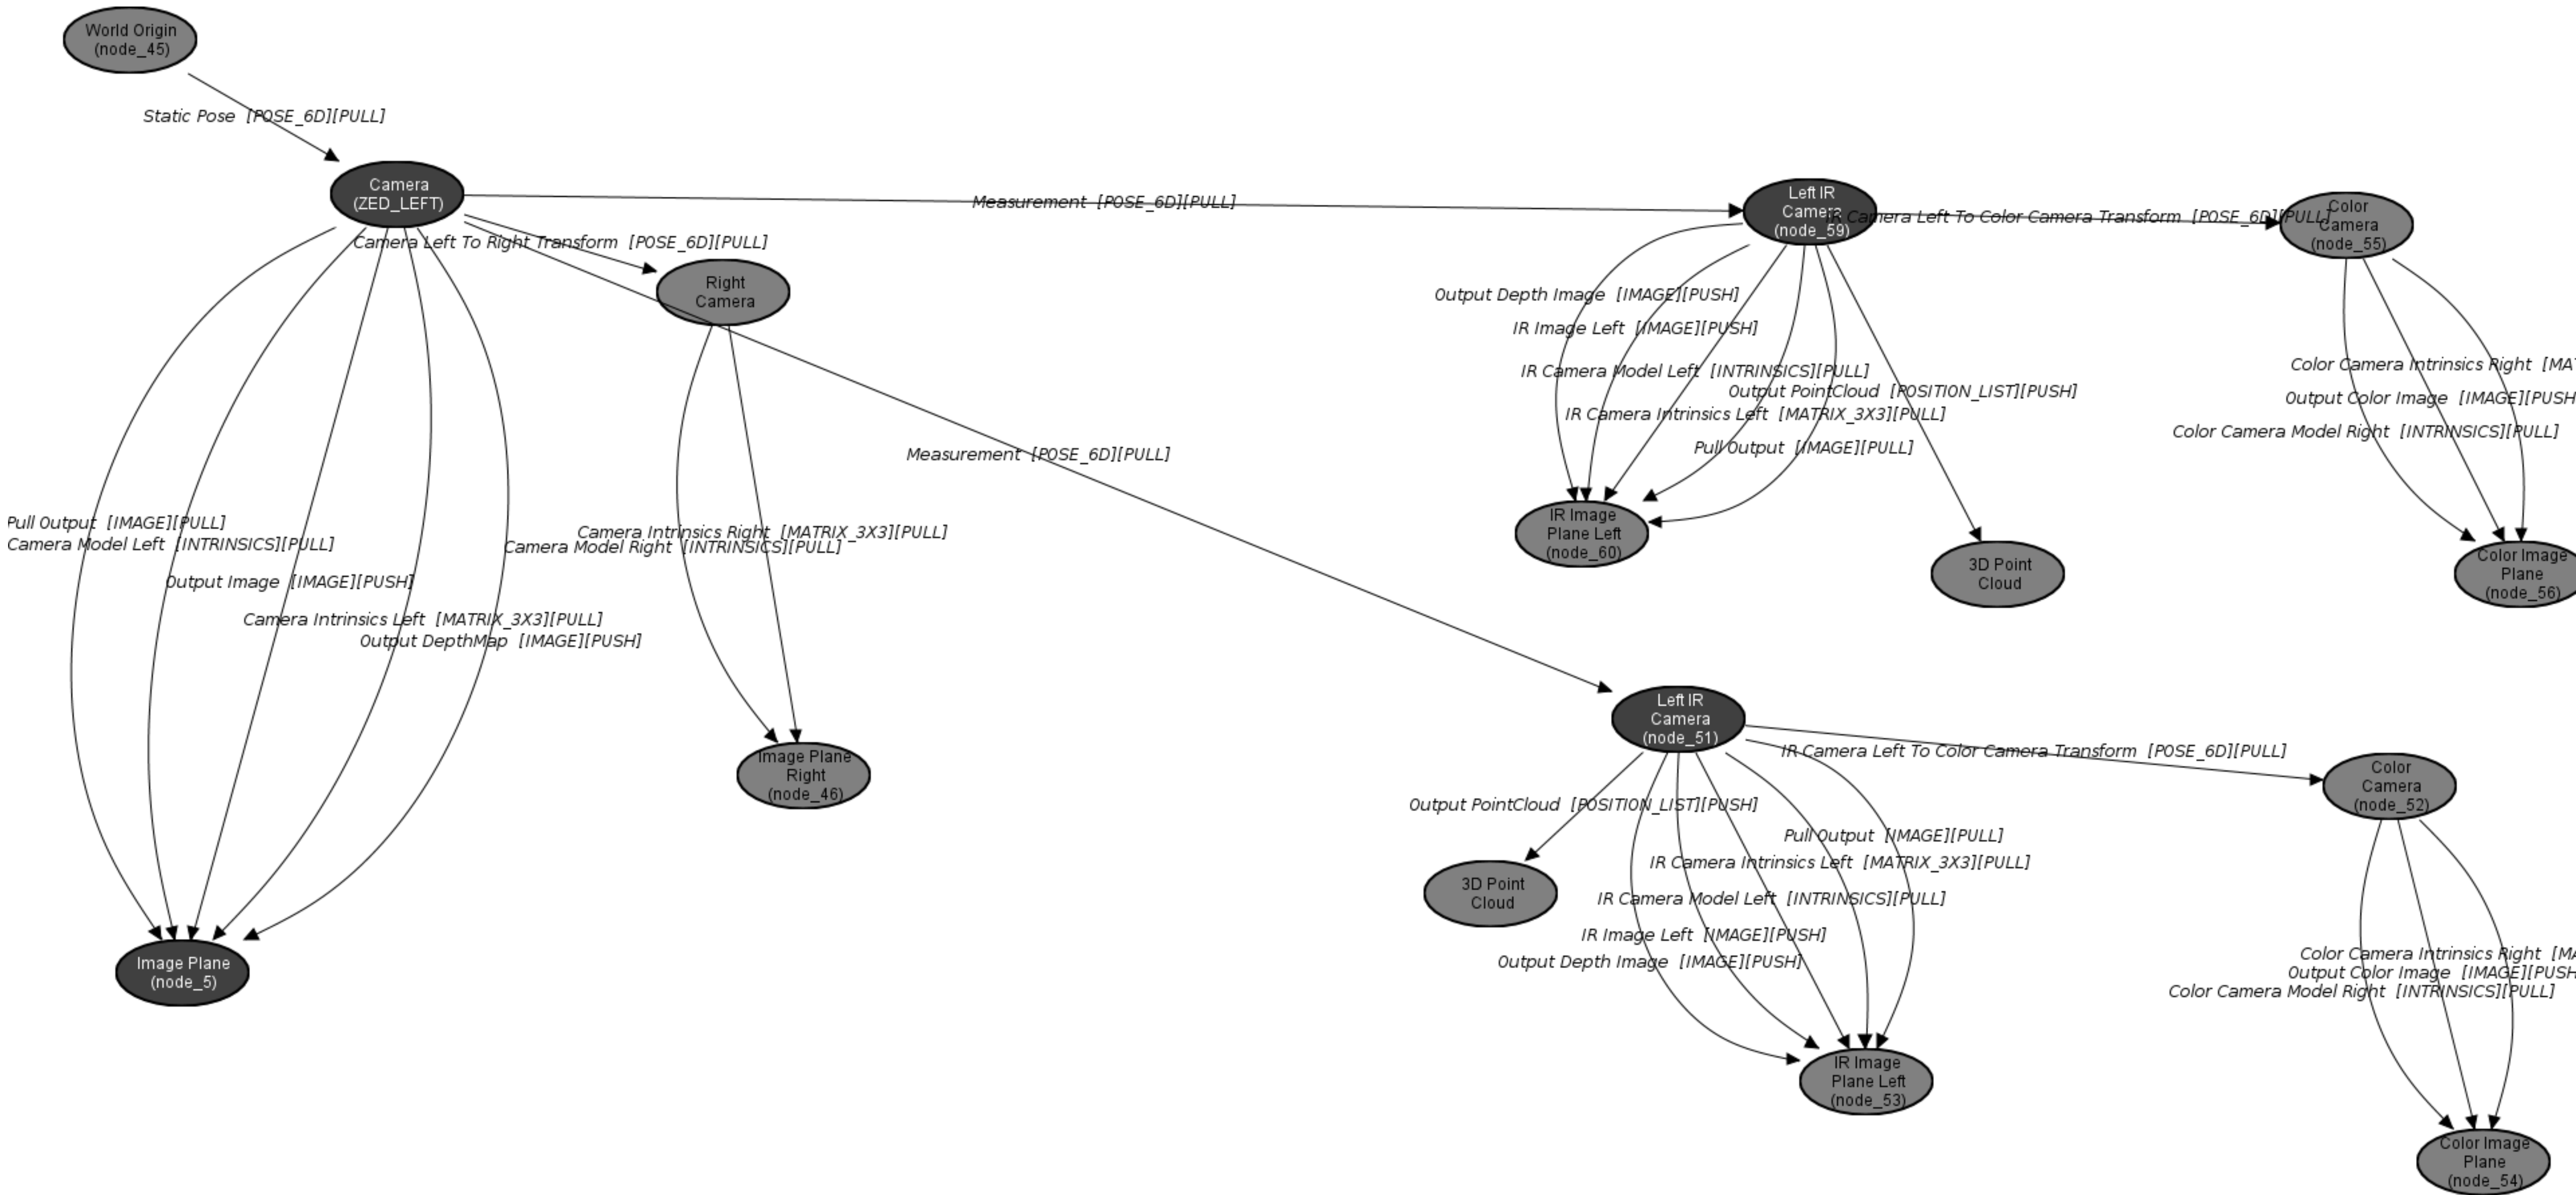 World Origin
(node_45)
Static Pose [POSE_6D][PULL]
Camera
(ZED_LEFT)
Measurement [POSE_6D][PULL]
Left IR
Camera
(node_59)
IR Camera Left To Color Camera Transform [POSE_6D][PULL]
Color
Camera
(node_55)
Camera Left To Right Transform [POSE_6D][PULL]
Right
Camera
Output Depth Image [IMAGE][PUSH]
IR Image Left [IMAGE][PUSH]
IR Camera Model Left [INTRINSICS][PULL]
Output PointCloud [POSITION_LIST][PUSH]
IR Camera Intrinsics Left [MATRIX_3X3][PULL]
Pull Output [IMAGE][PULL]
Color Camera Intrinsics Right [MAT
Output Color Image [IMAGE][PUSH
Color Camera Model Right [INTRINSICS][PULL]
Measurement [POSE_6D][PULL]
IR Image
Plane Left
(node_60)
3D Point
Cloud
Color Image
Plane
(node_56)
Pull Output [IMAGE][PULL]
Camera Model Left [INTRINSICS][PULL]
Output Image [IMAGE][PUSH]
Camera Intrinsics Left [MATRIX_3X3][PULL]
Output DepthMap [IMAGE][PUSH]
Camera Intrinsics Right [MATRIX_3X3][PULL]
Camera Model Right [INTRINSICS][PULL]
Image Plane
Right
(node_46)
Left IR
Camera
(node_51)
IR Camera Left To Color Camera Transform [POSE_6D][PULL]
Color
Camera
(node_52)
Output PointCloud [POSITION_LIST][PUSH]
Pull Output [IMAGE][PULL]
IR Camera Intrinsics Left [MATRIX_3X3][PULL]
IR Camera Model Left [INTRINSICS][PULL]
IR Image Left [IMAGE][PUSH]
Output Depth Image [IMAGE][PUSH]
3D Point
Cloud
Image Plane
(node_5)
Color Camera Intrinsics Right [MA
Output Color Image [IMAGE][PUSH
Color Camera Model Right [INTRINSICS][PULL]
IR Image
Plane Left
(node_53)
Color Image
Plane
(node_54)